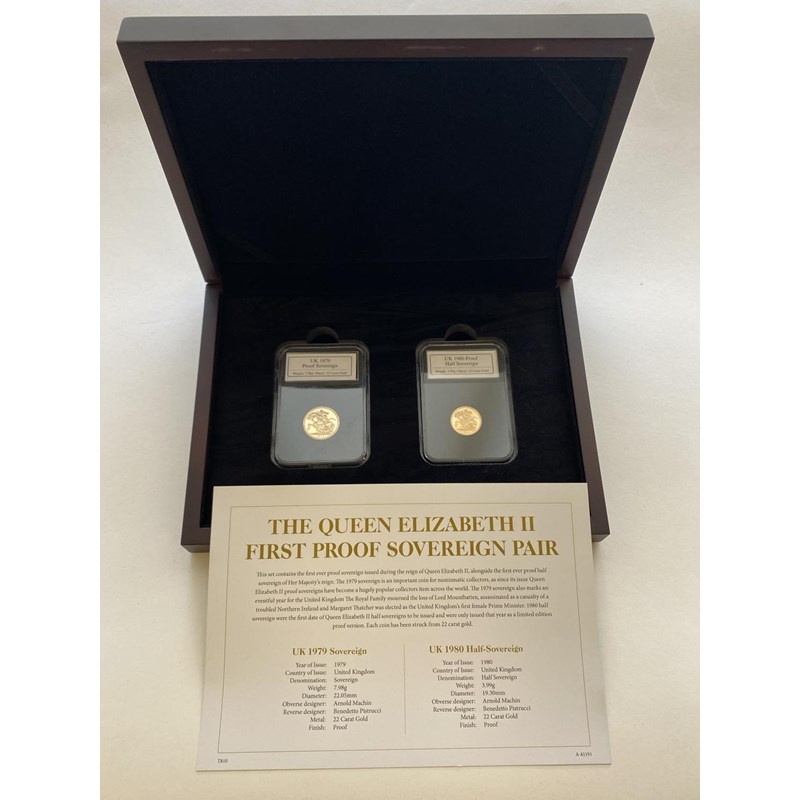 UK 1979
Proof Sovereign
UK 1980 Proof
Half Sovereign
THE QUEEN ELIZABETH II
FIRST PROOF SOVEREIGN PAIR
This set contains the first ever proof sovereign issued during the reign of Queen Elizabeth II, alongside the first ever proof half
sovereign of Her Majesty's reign. The 1979 sovereign is an important coin for numismatic collectors, as since its issue Queen
Elizabeth II proof sovereigns have become a hugely popular collectors item across the world. The 1979 sovereign also marks an
eventful year for the United Kingdom The Royal Family mourned the loss of Lord Mountbatten, assassinated as a casualty of a
troubled Northern Ireland and Margaret Thatcher was elected as the United Kingdom's first female Prime Minister. 1980 half
sovereign were the first date of Queen Elizabeth II half sovereigns to be issued and were only issued that year as a limited edition
proof version. Each coin has been struck from 22 carat gold.
UK 1979 Sovereign
Year of Issue: 1979
Country of Issue: United Kingdom
Denomination: Sovereign
Weight: 7.98g
Diameter: 22.05mm
Obverse designer: Arnold Machin
Reverse designer: Benedetto Pistrucci
Metal: 22 Carat Gold
Finish: Proof
UK 1980 Half-Sovereign
Year of Issue: 1980
Country of Issue: United Kingdom
Denomination: Half Sovereign
Weight: 3.99g
Diameter: 19.30mm
Obverse designer: Arnold Machin
Reverse designer: Benedetto Pistrucci
Metal: 22 Carat Gold
Finish: Proof